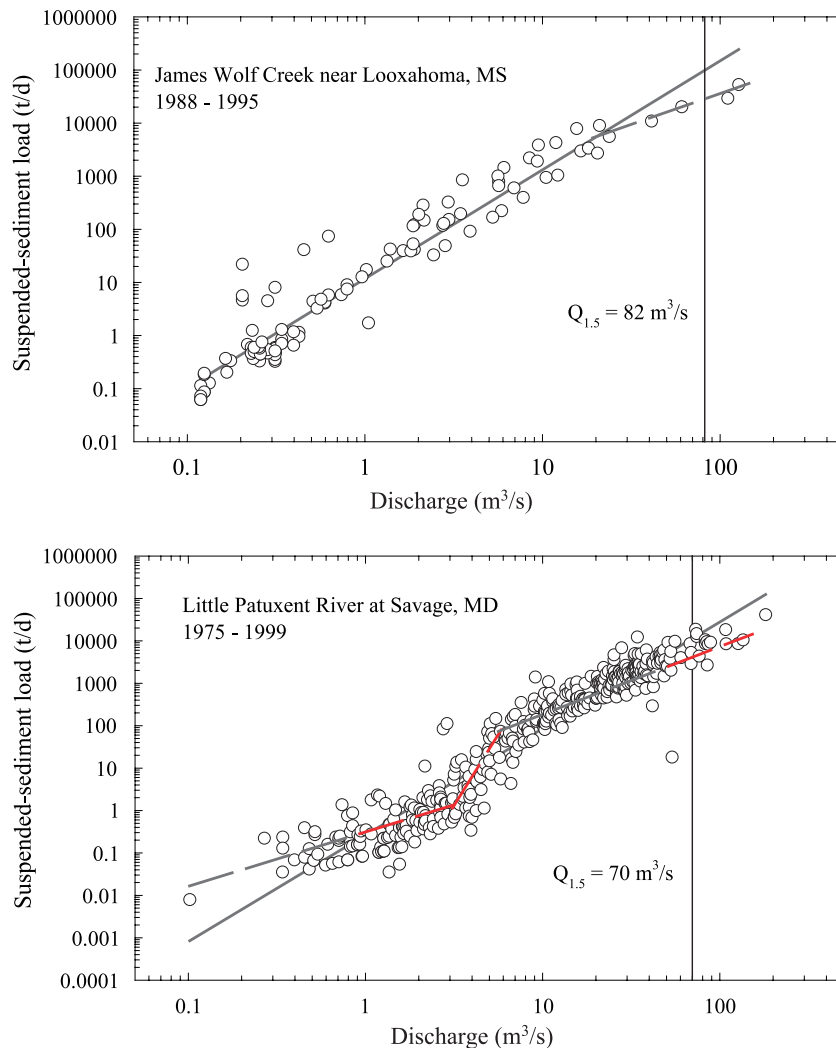 1000000
100000
10000
1000
100
10
1
0.1
0.01
Suspended-sediment load (t/d)
James Wolf Creek near Looxahoma, MS
1988 - 1995
Q1.5 = 82 m³/s
0.1 1 10 100
Discharge (m³/s)
1000000
100000
10000
1000
100
10
1
0.1
0.01
0.001
0.0001
Suspended-sediment load (t/d)
Little Patuxent River at Savage, MD
1975 - 1999
Q1.5 = 70 m³/s
0.1 1 10 100
Discharge (m³/s)